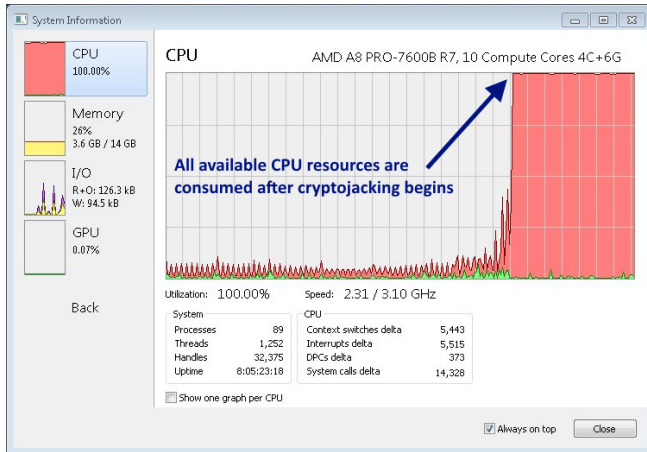 System Information
CPU
100.00%
Memory
26%
3.6 GB / 14 GB
I/O
R+O: 126.3 kB
W: 94.5 kB
GPU
0.07%
Back
CPU
AMD A8 PRO-7600B R7, 10 Compute Cores 4C+6G
All available CPU resources are
consumed after cryptojacking begins
Utilization: 100.00% Speed: 2.31 / 3.10 GHz
System
Processes 89
Threads 1,252
Handles 32,375
Uptime 8:05:23:18
CPU
Context switches delta 5,443
Interrupts delta 5,515
DPCs delta 373
System calls delta 14,328
Show one graph per CPU
Always on top
Close